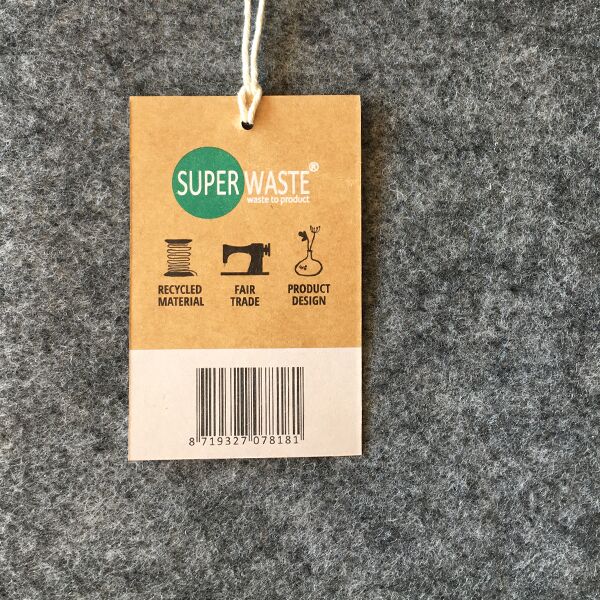 SUPERWASTE®
waste to product
RECYCLED MATERIAL
FAIR TRADE
PRODUCT DESIGN
8 719327 078181